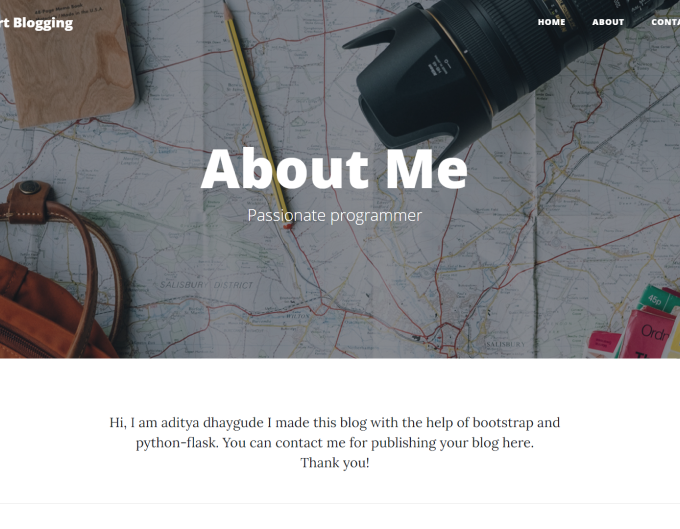 rt Blogging
HOME ABOUT CONTA
About Me
Passionate programmer
SALISBURY DISTRICT
WILTON
SALISBURY
45p
Ordn
Hi, I am aditya dhaygude I made this blog with the help of bootstrap and
python-flask. You can contact me for publishing your blog here.
Thank you!